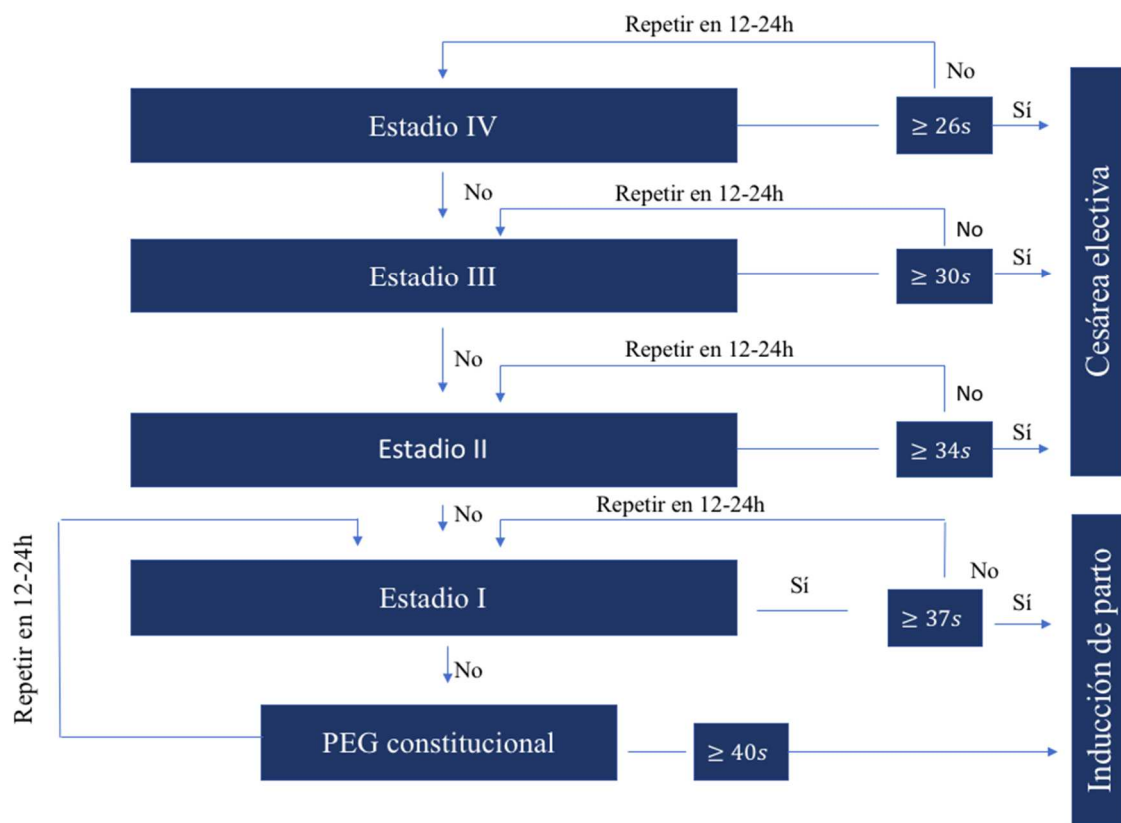 Repetir en 12-24h
No
Estadio IV
≥ 26s
Sí
No
Repetir en 12-24h
No
Estadio III
≥ 30s
Sí
No
Repetir en 12-24h
No
Estadio II
≥ 34s
Sí
Cesárea electiva
No
Repetir en 12-24h
No
Estadio I
Sí
≥ 37s
Sí
Repetir en 12-24h
No
PEG constitucional
≥ 40s
Inducción de parto